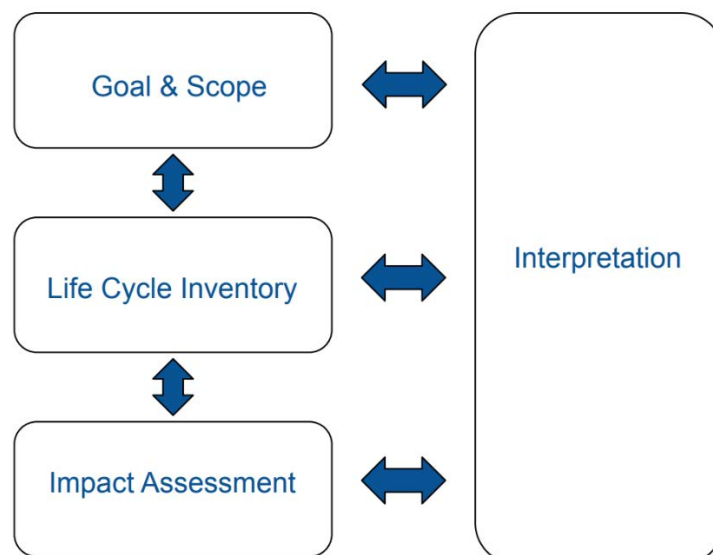 Goal & Scope
Life Cycle Inventory
Impact Assessment
Interpretation